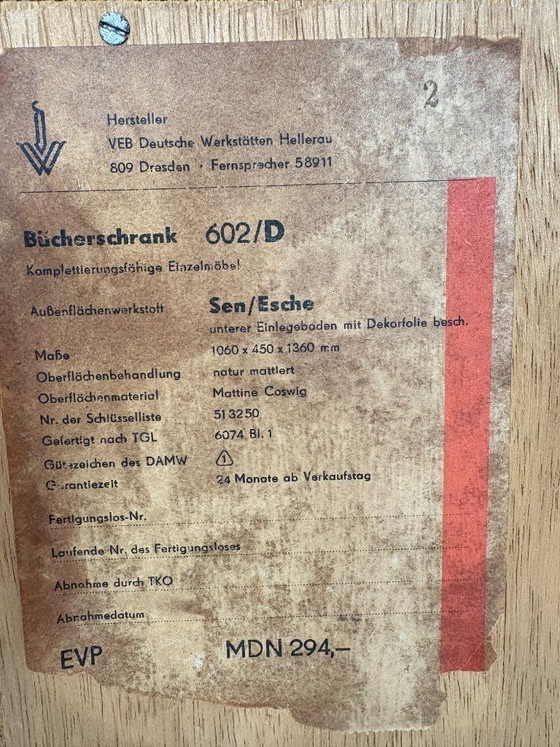 2
Hersteller
VEB Deutsche Werkstätten Hellerau
809 Dresden · Fernsprecher 58911
Bücherschrank 602/D
Komplettierungsfähige Einzelmöbel
Außenflächenwerkstoff Sen/Esche
unterer Einlegeboden mit Dekorfolie besch.
Maße 1060 x 450 x 1360 mm
Oberflächenbehandlung natur mattiert
Oberflächenmaterial Mattine Coswig
Nr. der Schlüsselliste 513250
Gefertigt nach TGL 6074 Bl. 1
Gütezeichen des DAMW 1
Garantiezeit 24 Monate ab Verkaufstag
Fertigungslos-Nr.
Laufende Nr. des Fertigungsloses
Abnahme durch TKO
Abnahmedatum
EVP MDN 294,–